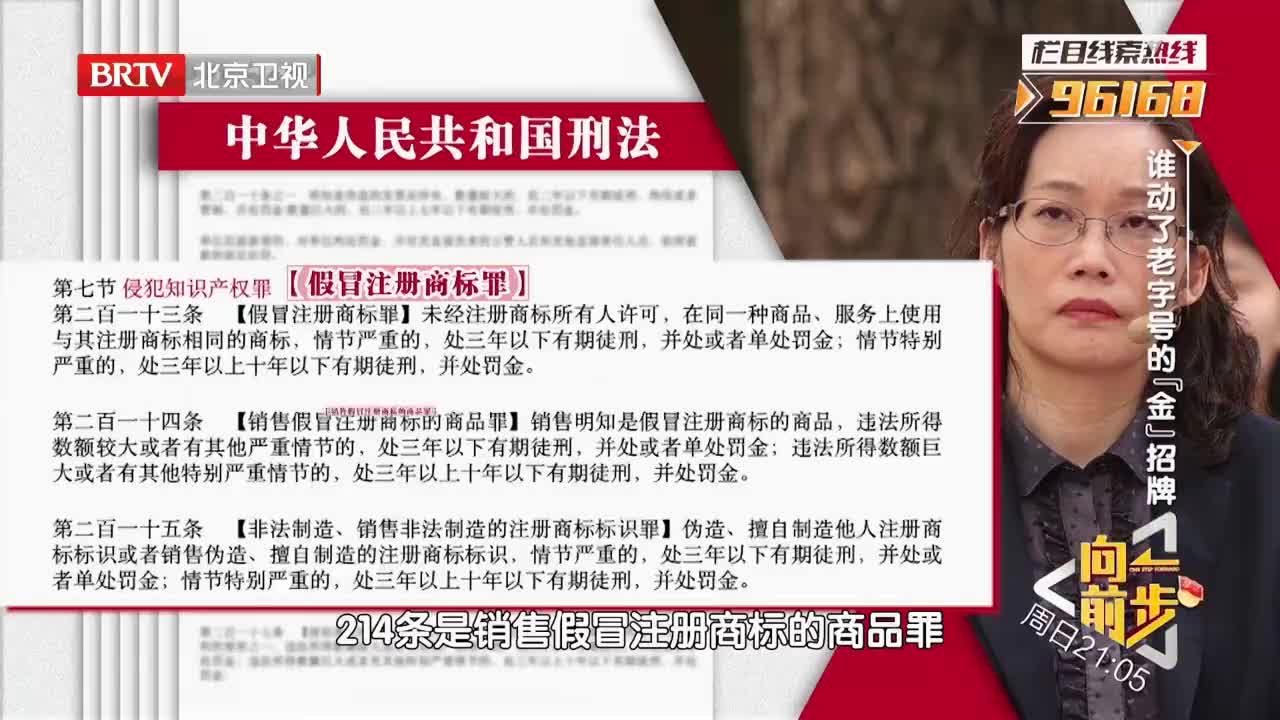 BRTV 北京卫视
栏目线索热线
96168
中华人民共和国刑法
第七节 侵犯知识产权罪 【假冒注册商标罪】
第二百一十三条 【假冒注册商标罪】未经注册商标所有人许可，在同一种商品、服务上使用
与其注册商标相同的商标，情节严重的，处三年以下有期徒刑，并处或者单处罚金；情节特别
严重的，处三年以上十年以下有期徒刑，并处罚金。
【销售假冒注册商标的商品罪】
第二百一十四条 【销售假冒注册商标的商品罪】销售明知是假冒注册商标的商品，违法所得
数额较大或者有其他严重情节的，处三年以下有期徒刑，并处或者单处罚金；违法所得数额巨
大或者有其他特别严重情节的，处三年以上十年以下有期徒刑，并处罚金。
第二百一十五条 【非法制造、销售非法制造的注册商标标识罪】伪造、擅自制造他人注册商
标标识或者销售伪造、擅自制造的注册商标标识，情节严重的，处三年以下有期徒刑，并处或
者单处罚金；情节特别严重的，处三年以上十年以下有期徒刑，并处罚金。
214条是销售假冒注册商标的商品罪
谁动了老字号的『金』招牌
向前一步
ONE STEP FORWARD
周日21:05